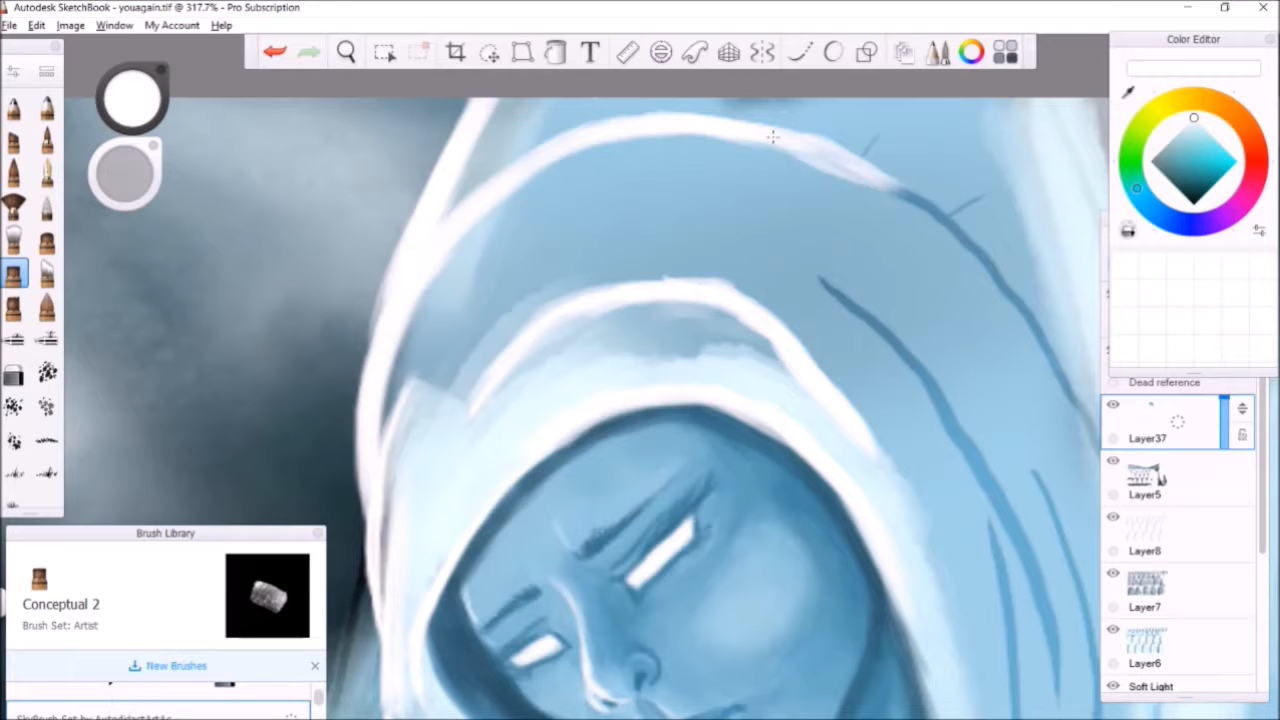 Autodesk SketchBook - youagain.tif @ 317.7% - Pro Subscription
File Edit Image Window My Account Help
T
Color Editor
Dead reference
Layer37
Layer5
Layer8
Layer7
Layer6
Soft Light
Brush Library
Conceptual 2
Brush Set: Artist
New Brushes